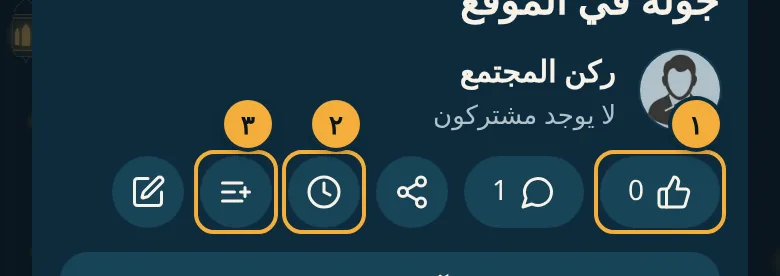 جولة في الموقع
ركن المجتمع
لا يوجد مشتركون
١ ٢ ٣
0 1